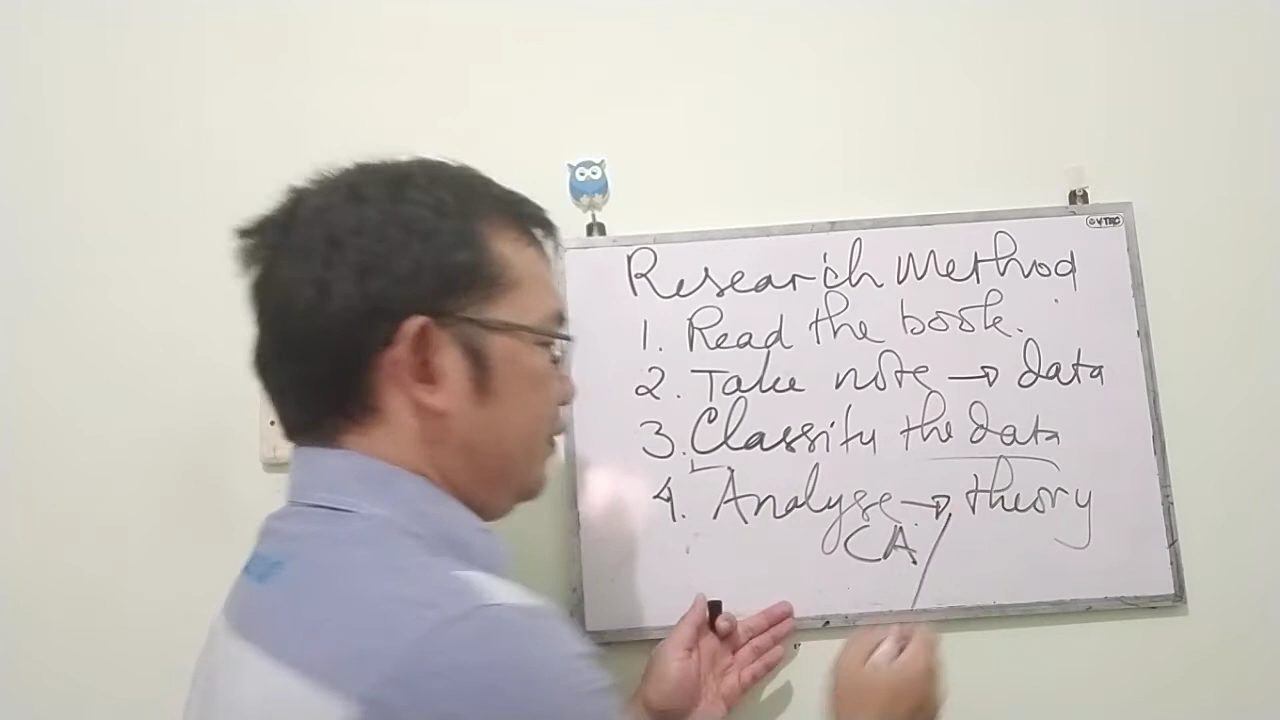 Research Method
1. Read the book.
2. Take note → data
3. Classify the data
4. Analyse → theory
CA